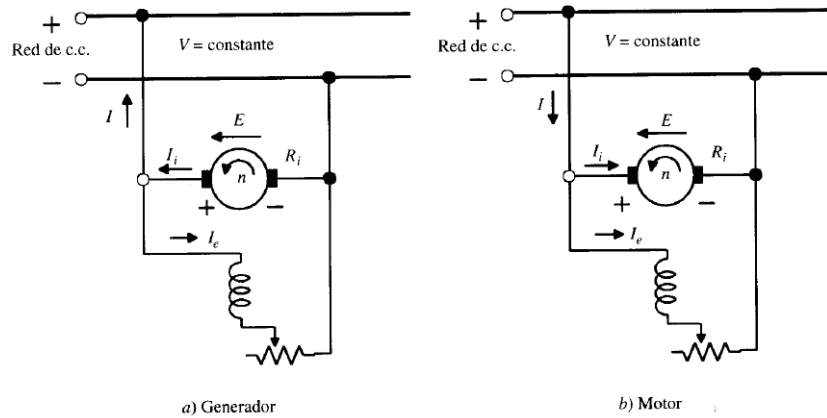 +
Red de c.c.
−
V = constante
I
E
I_i
R_i
n
+ −
I_e
a) Generador
+
Red de c.c.
−
V = constante
I
E
I_i
R_i
n
+ −
I_e
b) Motor